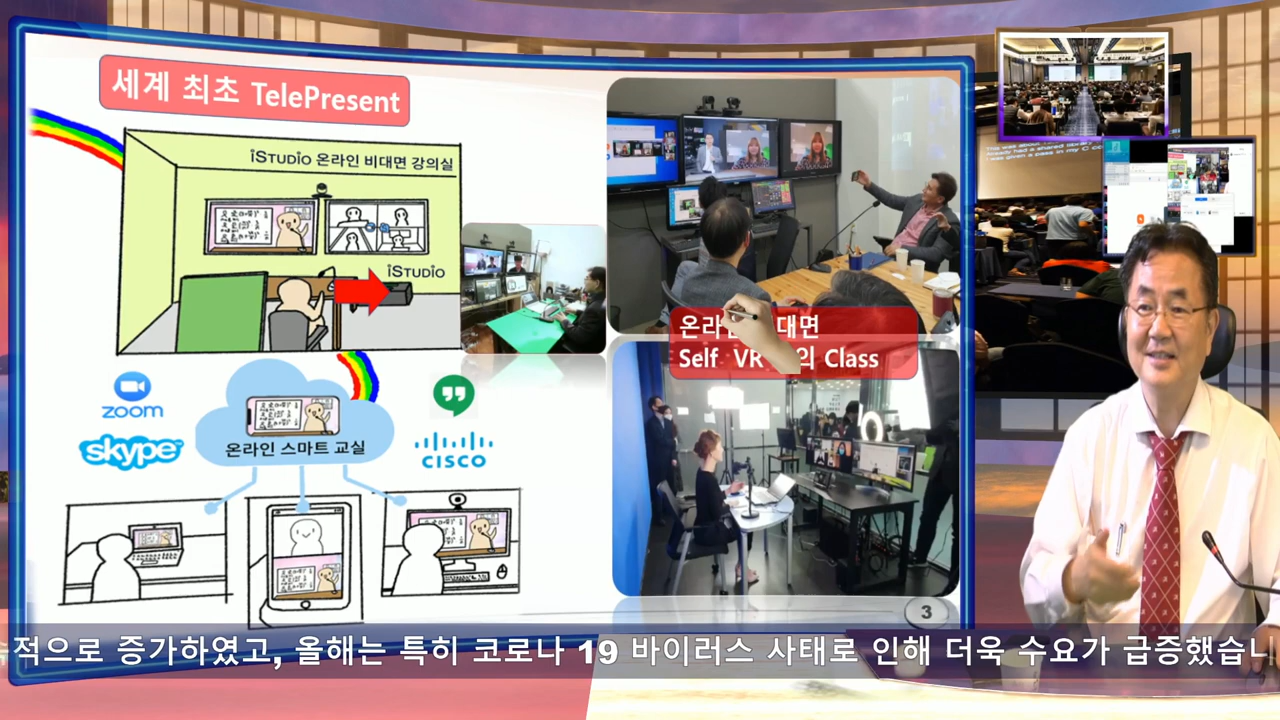 세계 최초 TelePresent
iStudio 온라인 비대면 강의실
iStudio
zoom
skype
CISCO
온라인 스마트 교실
대면
Self VR 의 Class
3
적으로 증가하였고, 올해는 특히 코로나 19 바이러스 사태로 인해 더욱 수요가 급증했습니